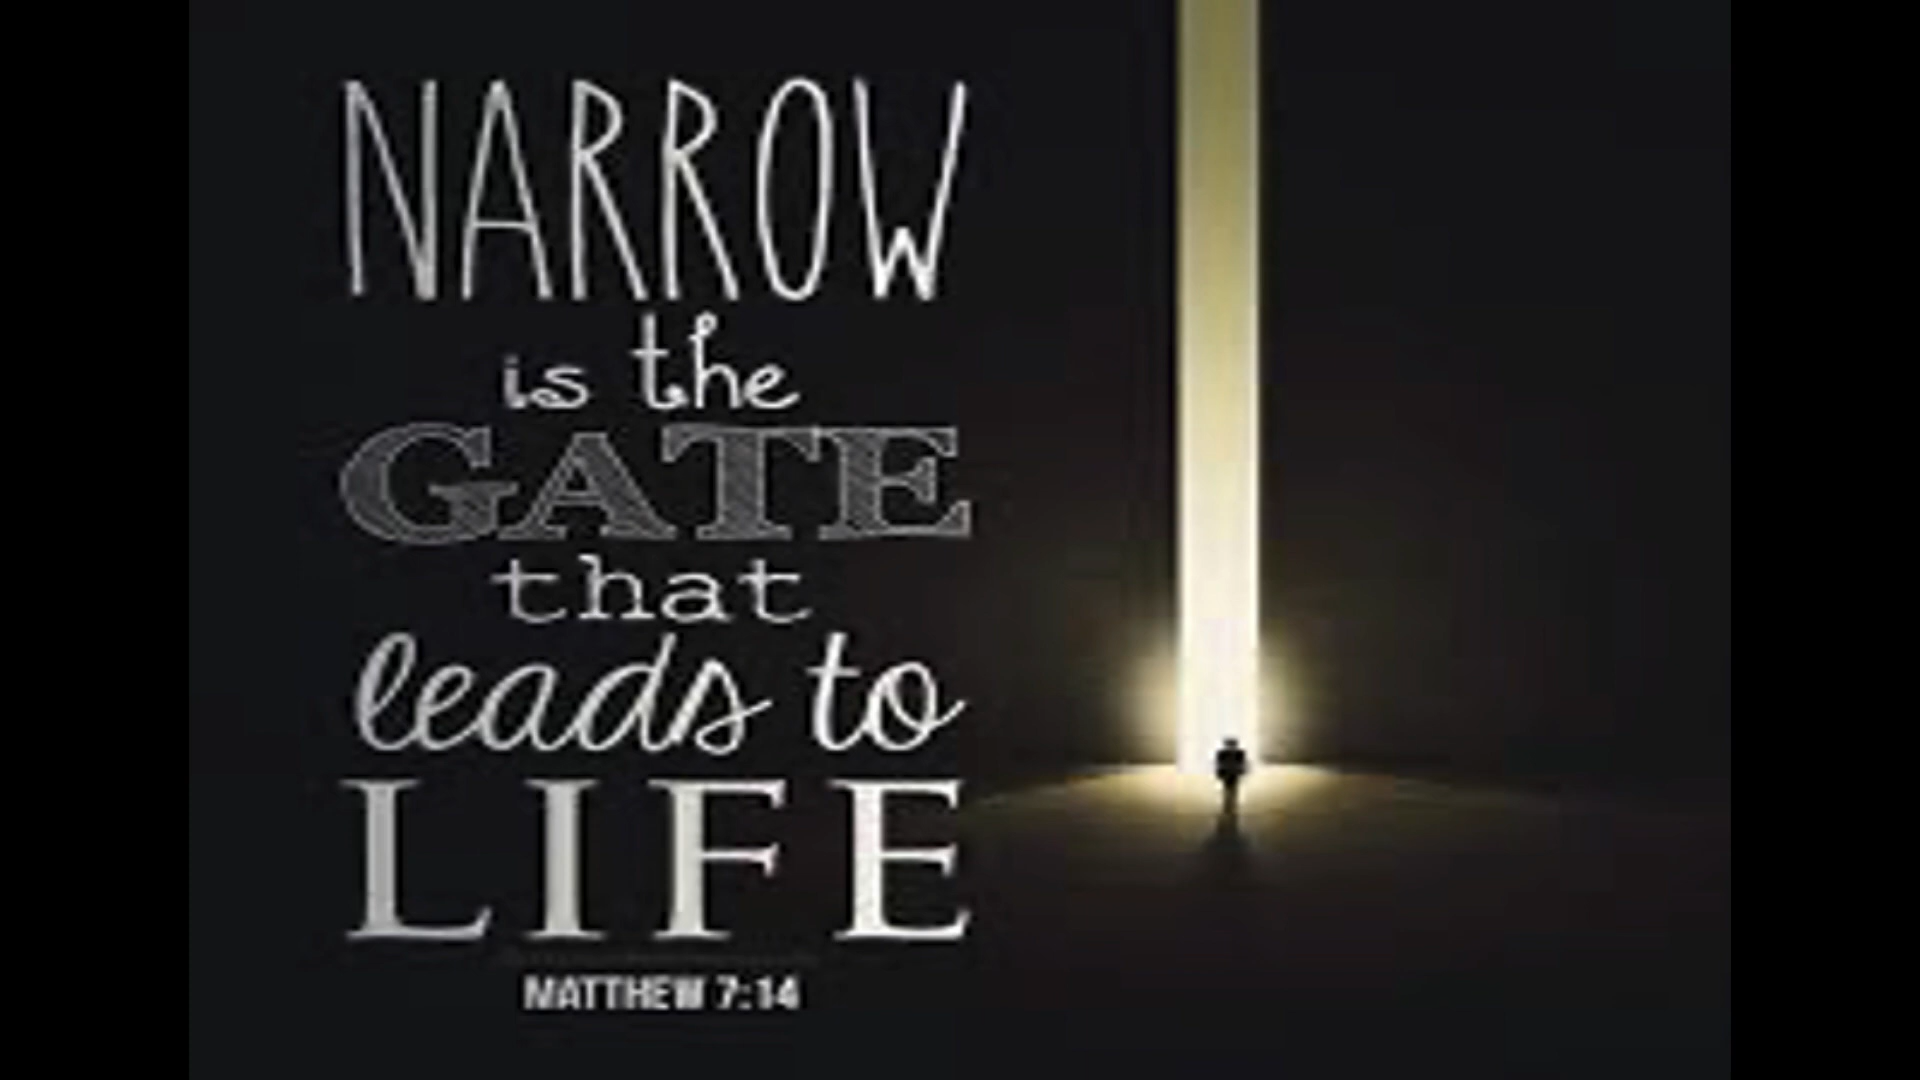 NARROW
is the
GATE
that
leads to
LIFE
MATTHEW 7:14